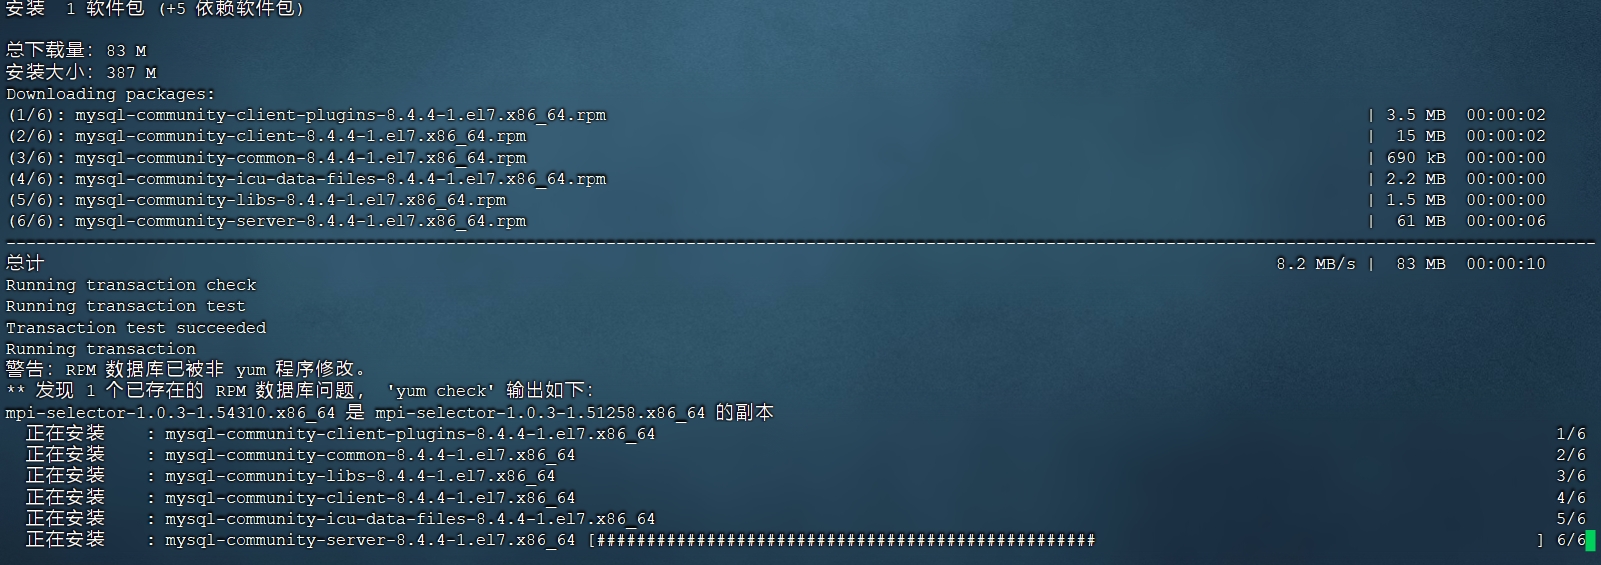 安装  1 软件包 (+5 依赖软件包)
总下载量：83 M
安装大小：387 M
Downloading packages:
(1/6): mysql-community-client-plugins-8.4.4-1.el7.x86_64.rpm | 3.5 MB  00:00:02
(2/6): mysql-community-client-8.4.4-1.el7.x86_64.rpm | 15 MB  00:00:02
(3/6): mysql-community-common-8.4.4-1.el7.x86_64.rpm | 690 kB  00:00:00
(4/6): mysql-community-icu-data-files-8.4.4-1.el7.x86_64.rpm | 2.2 MB  00:00:00
(5/6): mysql-community-libs-8.4.4-1.el7.x86_64.rpm | 1.5 MB  00:00:00
(6/6): mysql-community-server-8.4.4-1.el7.x86_64.rpm | 61 MB  00:00:06
总计 8.2 MB/s | 83 MB  00:00:10
Running transaction check
Running transaction test
Transaction test succeeded
Running transaction
警告：RPM 数据库已被非 yum 程序修改。
** 发现 1 个已存在的 RPM 数据库问题， 'yum check' 输出如下：
mpi-selector-1.0.3-1.54310.x86_64 是 mpi-selector-1.0.3-1.51258.x86_64 的副本
正在安装    : mysql-community-client-plugins-8.4.4-1.el7.x86_64 1/6
正在安装    : mysql-community-common-8.4.4-1.el7.x86_64 2/6
正在安装    : mysql-community-libs-8.4.4-1.el7.x86_64 3/6
正在安装    : mysql-community-client-8.4.4-1.el7.x86_64 4/6
正在安装    : mysql-community-icu-data-files-8.4.4-1.el7.x86_64 5/6
正在安装    : mysql-community-server-8.4.4-1.el7.x86_64 [################################################## ] 6/6